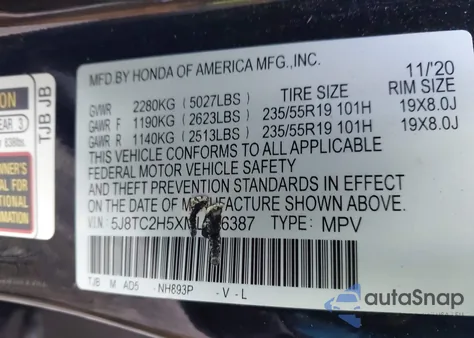 MFD.BY HONDA OF AMERICA MFG.,INC. 11/'20
TIRE SIZE RIM SIZE
GVWR 2280KG (5027LBS)
GAWR F 1190KG (2623LBS) 235/55R19 101H 19X8.0J
GAWR R 1140KG (2513LBS) 235/55R19 101H 19X8.0J
THIS VEHICLE CONFORMS TO ALL APPLICABLE
FEDERAL MOTOR VEHICLE SAFETY
AND THEFT PREVENTION STANDARDS IN EFFECT
ON THE DATE OF MANUFACTURE SHOWN ABOVE.
V.I.N. TYPE: MPV
TJB M AD5 NH893P - V - L
TJB JB
autoSnap